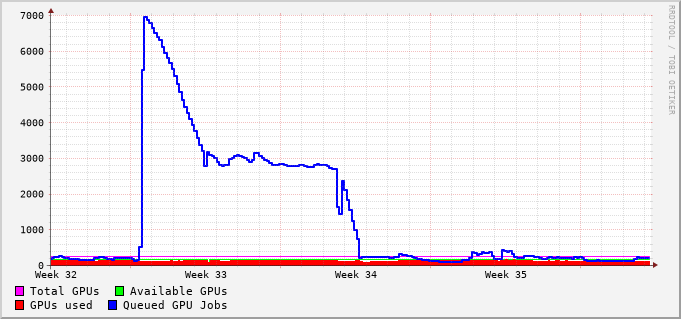 7000
6000
5000
4000
3000
2000
1000
0
Week 32 Week 33 Week 34 Week 35
Total GPUs Available GPUs
GPUs used Queued GPU Jobs
RRDTOOL / TOBI OETIKER